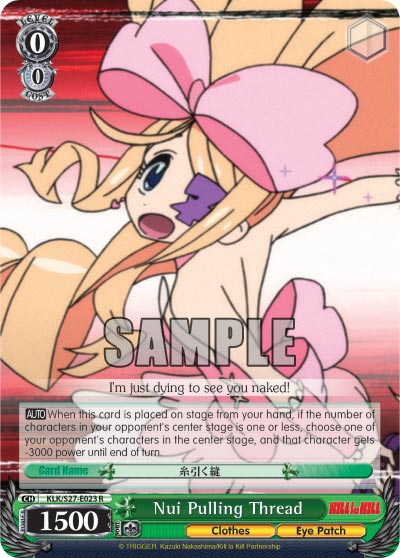 LEVEL
0
0
COST
SAMPLE
I'm just dying to see you naked!
AUTO When this card is placed on stage from your hand, if the number of
characters in your opponent's center stage is one or less, choose one of
your opponent's characters in the center stage, and that character gets
-3000 power until end of turn.
Card Name 糸引く縫
CH KLK/S27-E023 R
POWER 1500 SOUL
Nui Pulling Thread
KILL la KILL
Clothes Eye Patch
© TRIGGER, Kazuki Nakashima/Kill la Kill Partnership